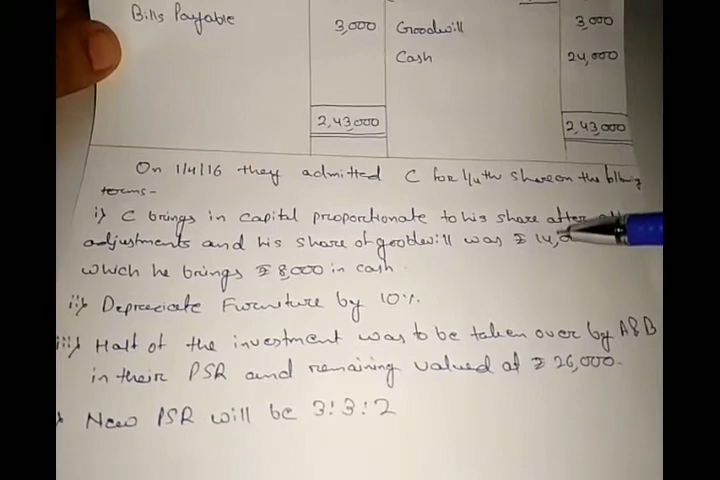 Bills Payable 3,000 Goodwill 3,000
Cash 24,000
2,43,000 2,43,000
On 1/4/16 they admitted C for 1/4th share on the following
terms-
i) C brings in capital proportionate to his share after
adjustments and his share of goodwill was ₹ 14,
which he brings ₹ 8,000 in cash.
ii) Depreciate Furniture by 10%.
iii) Half of the investment was to be taken over by A&B
in their PSR and remaining valued at ₹ 26,000.
New PSR will be 3:3:2